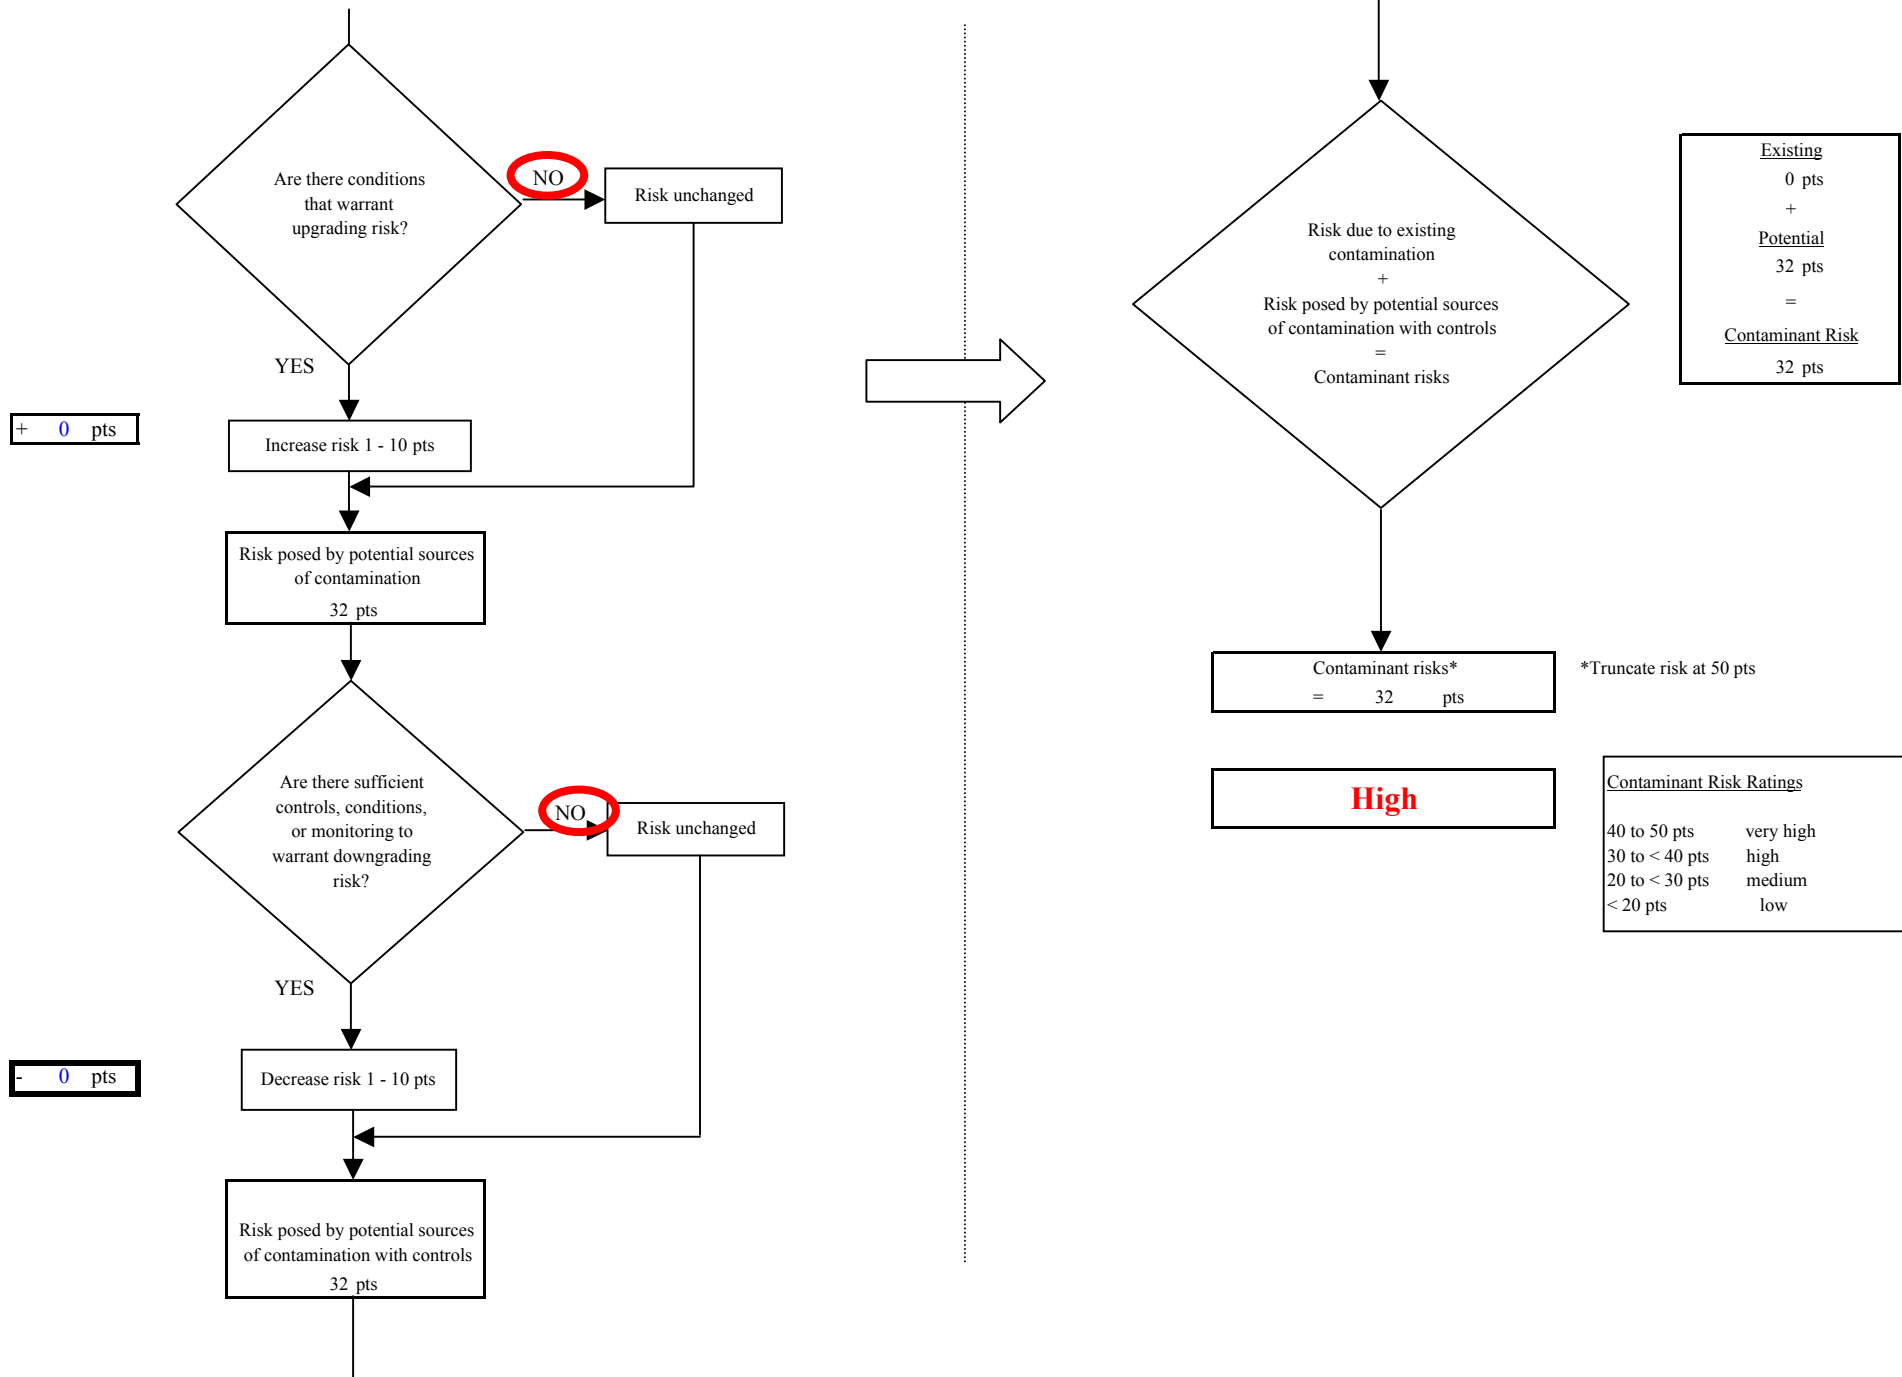 Are there conditions
that warrant
upgrading risk?
NO
Risk unchanged
YES
+ 0 pts
Increase risk 1 - 10 pts
Risk posed by potential sources
of contamination
32 pts
Are there sufficient
controls, conditions,
or monitoring to
warrant downgrading
risk?
NO
Risk unchanged
YES
- 0 pts
Decrease risk 1 - 10 pts
Risk posed by potential sources
of contamination with controls
32 pts
Risk due to existing
contamination
+
Risk posed by potential sources
of contamination with controls
=
Contaminant risks
Existing
0 pts
+
Potential
32 pts
=
Contaminant Risk
32 pts
Contaminant risks*
= 32 pts
*Truncate risk at 50 pts
High
Contaminant Risk Ratings
40 to 50 pts very high
30 to < 40 pts high
20 to < 30 pts medium
< 20 pts low